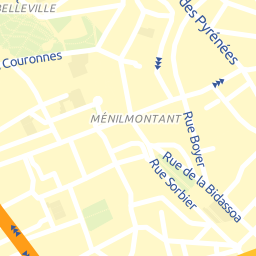 BELLEVILLE
des Pyrénées
Couronnes
MÉNILMONTANT
Rue Boyer
Rue de la Bidassoa
Rue Sorbier